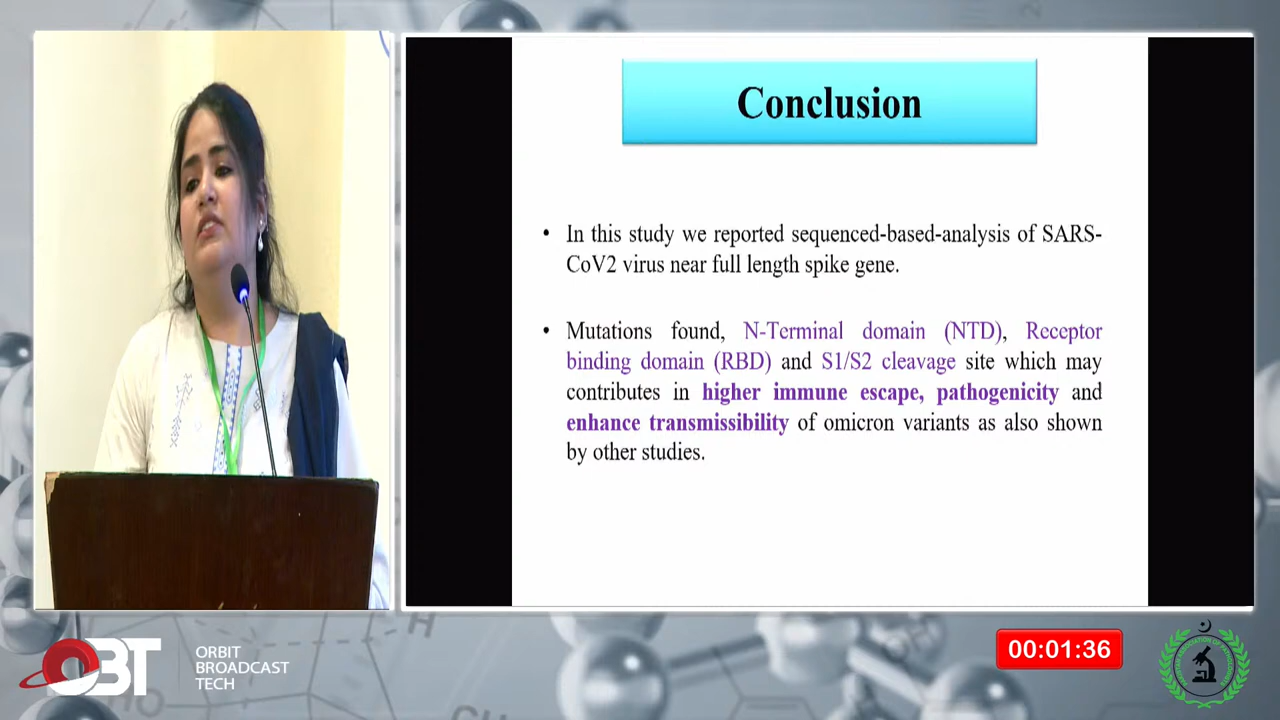 Conclusion
• In this study we reported sequenced-based-analysis of SARS-
CoV2 virus near full length spike gene.
• Mutations found, N-Terminal domain (NTD), Receptor
binding domain (RBD) and S1/S2 cleavage site which may
contributes in higher immune escape, pathogenicity and
enhance transmissibility of omicron variants as also shown
by other studies.
OBT
ORBIT
BROADCAST
TECH
00:01:36
H
HO